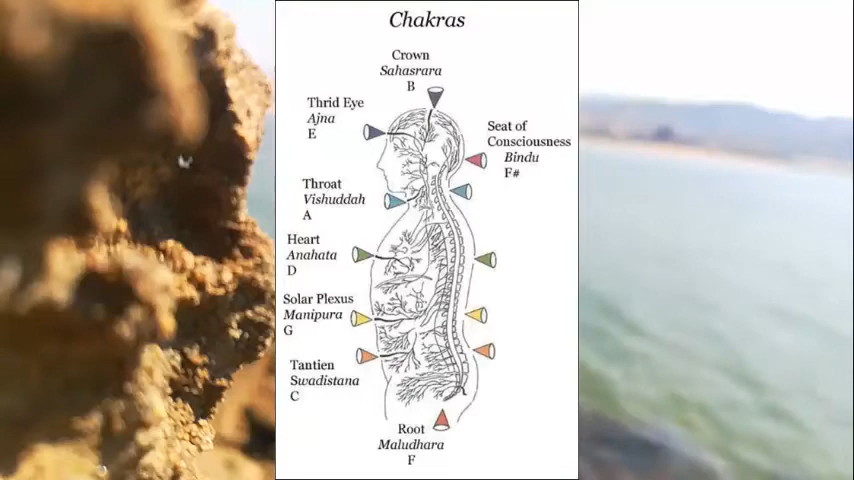 Chakras
Crown
Sahasrara
B
Thrid Eye
Ajna
E
Seat of
Consciousness
Bindu
F#
Throat
Vishuddah
A
Heart
Anahata
D
Solar Plexus
Manipura
G
Tantien
Swadistana
C
Root
Maludhara
F